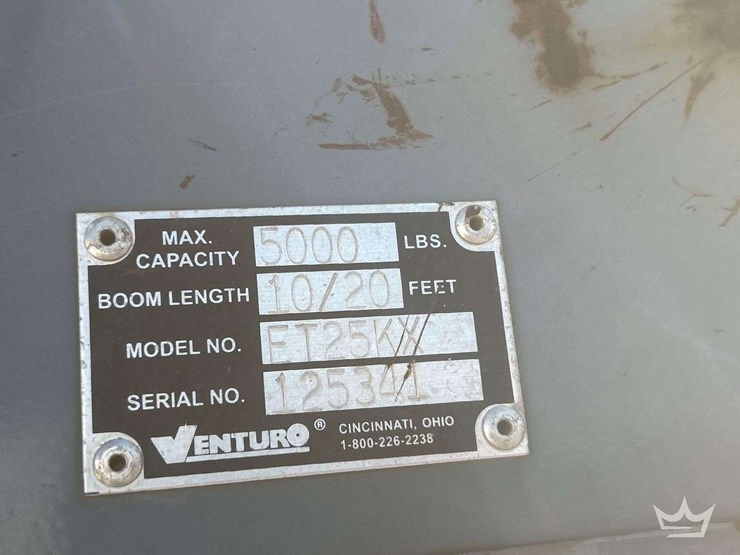 MAX. CAPACITY 5000 LBS.
BOOM LENGTH 10/20 FEET
MODEL NO. ET25KX
SERIAL NO. 125341
VENTURO ® CINCINNATI, OHIO
1-800-226-2238